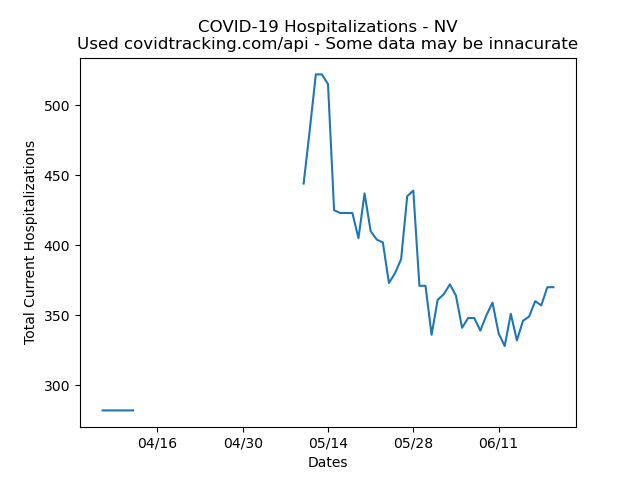 COVID-19 Hospitalizations - NV
Used covidtracking.com/api - Some data may be innacurate
500
450
400
350
300
Total Current Hospitalizations
04/16 04/30 05/14 05/28 06/11
Dates